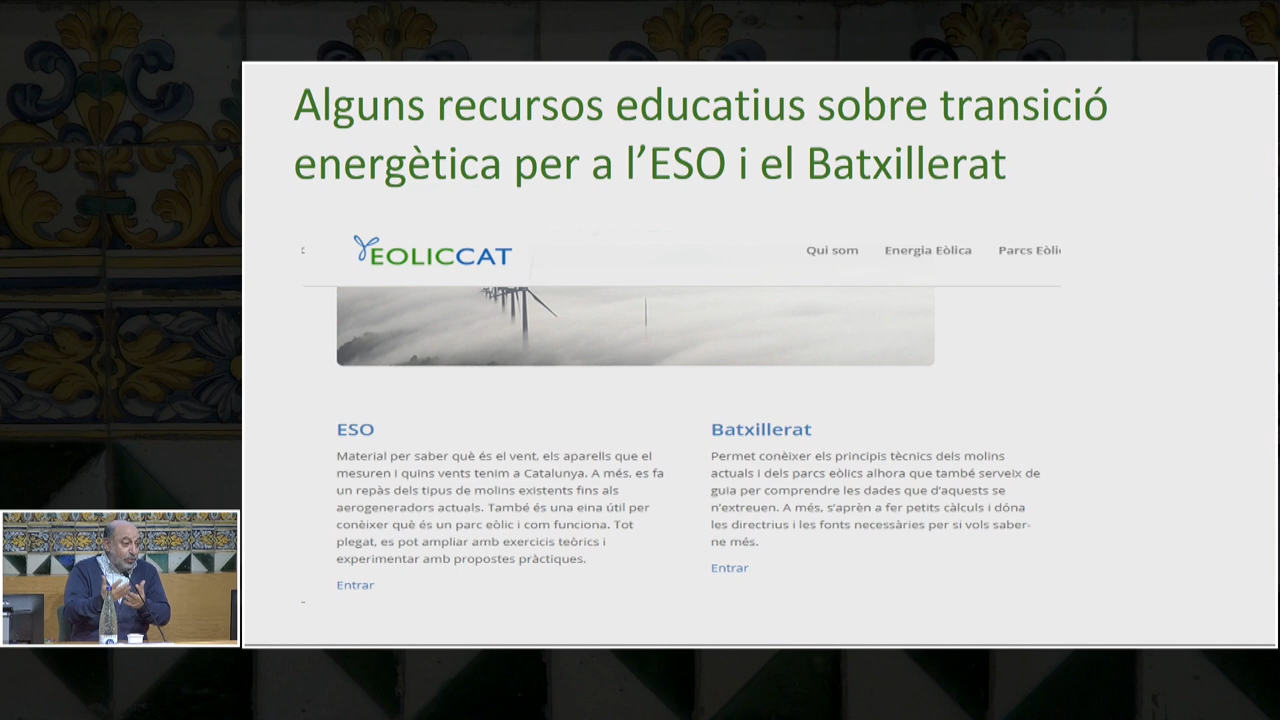 Alguns recursos educatius sobre transició
energètica per a l’ESO i el Batxillerat
EOLICCAT
Qui som Energia Eòlica Parcs Eòli
ESO
Material per saber què és el vent, els aparells que el
mesuren i quins vents tenim a Catalunya. A més, es fa
un repàs dels tipus de molins existents fins als
aerogeneradors actuals. També és una eina útil per
conèixer què és un parc eòlic i com funciona. Tot
plegat, es pot ampliar amb exercicis teòrics i
experimentar amb propostes pràctiques.
Entrar
Batxillerat
Permet conèixer els principis tècnics dels molins
actuals i dels parcs eòlics alhora que també serveix de
guia per comprendre les dades que d’aquests se
n’extreuen. A més, s’aprèn a fer petits càlculs i dóna
les directrius i les fonts necessàries per si vols saber-
ne més.
Entrar